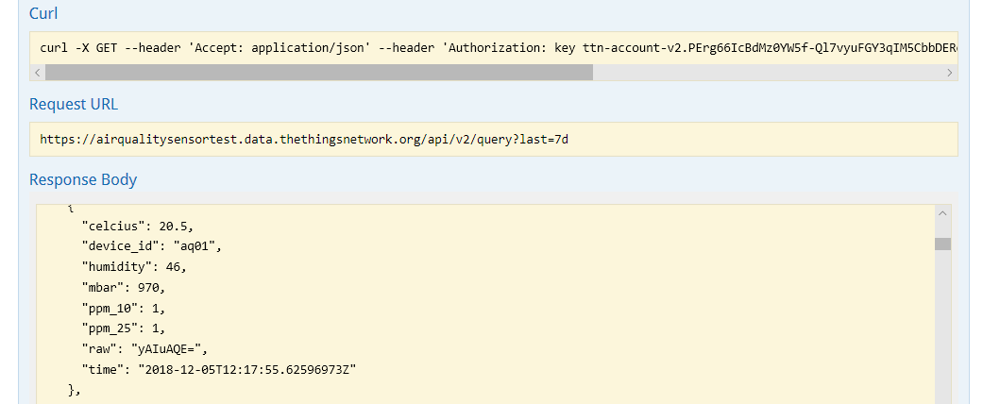 Curl
curl -X GET --header 'Accept: application/json' --header 'Authorization: key ttn-account-v2.PErg66IcBdMz0YW5f-Ql7vyuFGY3qIM5CbbDER
Request URL
https://airqualitysensortest.data.thethingsnetwork.org/api/v2/query?last=7d
Response Body
{
"celcius": 20.5,
"device_id": "aq01",
"humidity": 46,
"mbar": 970,
"ppm_10": 1,
"ppm_25": 1,
"raw": "yAIuAQE=",
"time": "2018-12-05T12:17:55.62596973Z"
},